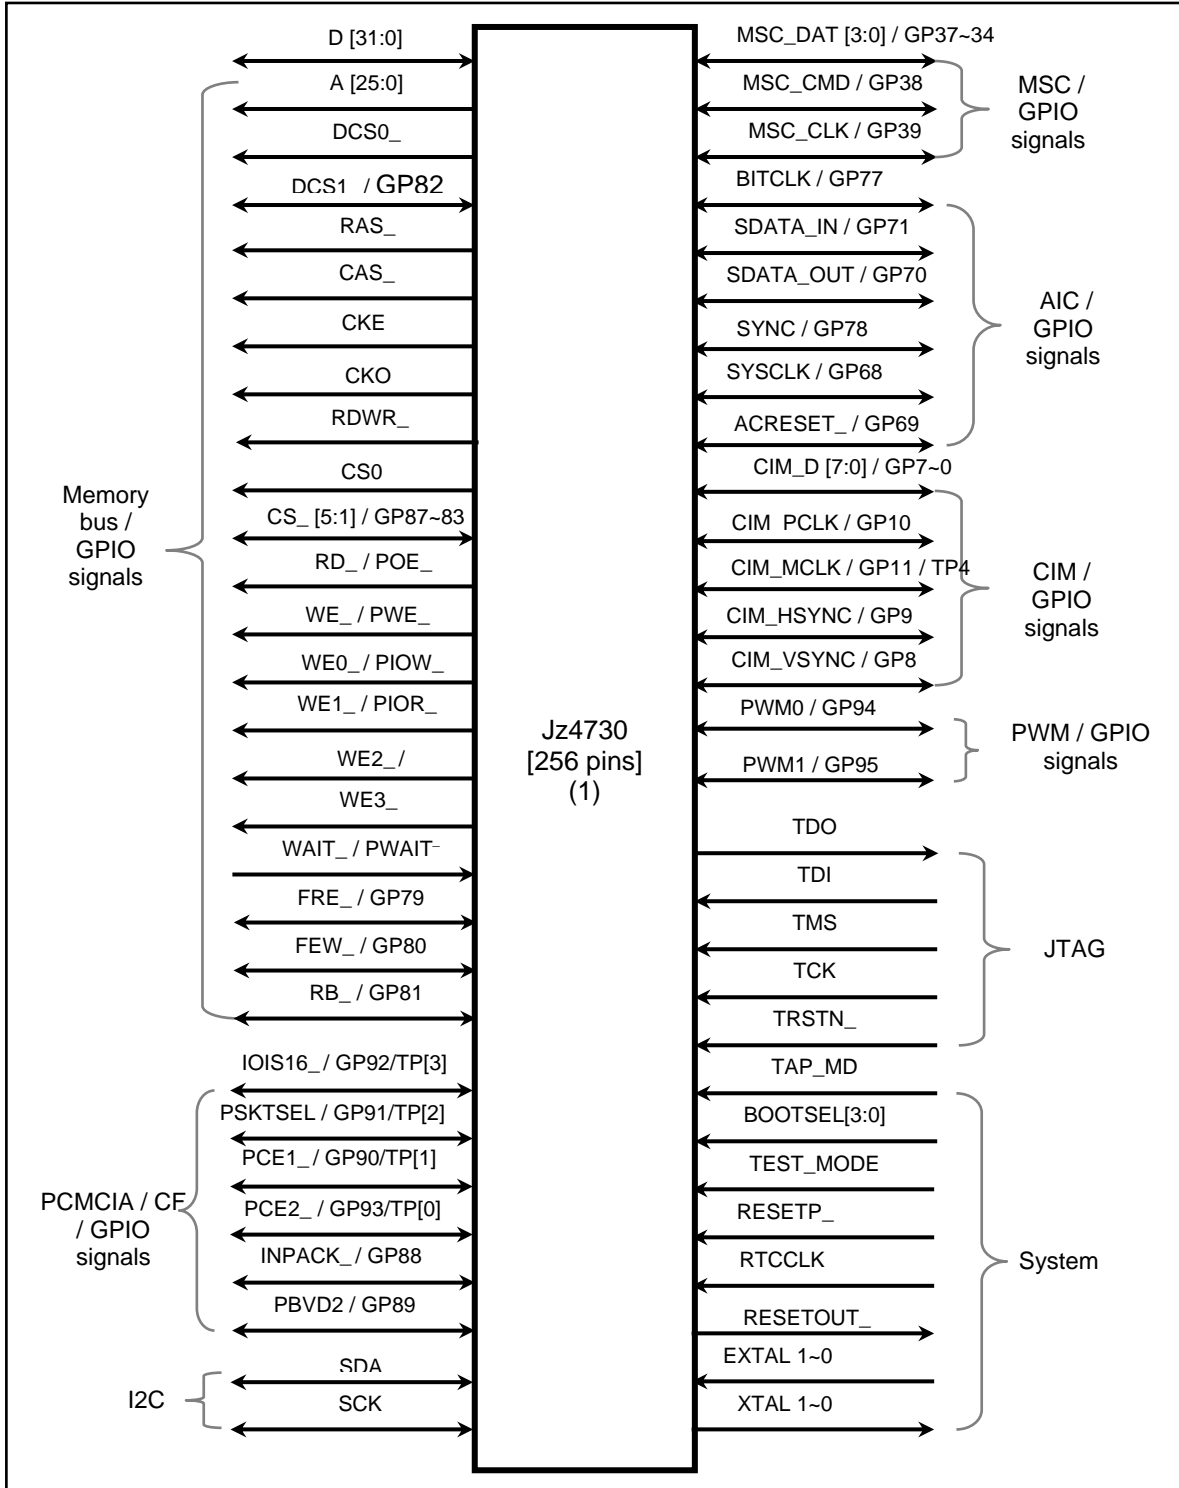 D [31:0]
A [25:0]
DCS0_
DCS1_ / GP82
RAS_
CAS_
CKE
CKO
RDWR_
CS0
CS_ [5:1] / GP87~83
RD_ / POE_
WE_ / PWE_
WE0_ / PIOW_
WE1_ / PIOR_
WE2_ /
WE3_
WAIT_ / PWAIT_
FRE_ / GP79
FEW_ / GP80
RB_ / GP81
Memory
bus /
GPIO
signals
IOIS16_ / GP92/TP[3]
PSKTSEL / GP91/TP[2]
PCE1_ / GP90/TP[1]
PCE2_ / GP93/TP[0]
INPACK_ / GP88
PBVD2 / GP89
PCMCIA / CF
/ GPIO
signals
SDA
SCK
I2C
Jz4730
[256 pins]
(1)
MSC_DAT [3:0] / GP37~34
MSC_CMD / GP38
MSC_CLK / GP39
MSC /
GPIO
signals
BITCLK / GP77
SDATA_IN / GP71
SDATA_OUT / GP70
SYNC / GP78
SYSCLK / GP68
ACRESET_ / GP69
AIC /
GPIO
signals
CIM_D [7:0] / GP7~0
CIM_PCLK / GP10
CIM_MCLK / GP11 / TP4
CIM_HSYNC / GP9
CIM_VSYNC / GP8
CIM /
GPIO
signals
PWM0 / GP94
PWM1 / GP95
PWM / GPIO
signals
TDO
TDI
TMS
TCK
TRSTN_
JTAG
TAP_MD
BOOTSEL[3:0]
TEST_MODE
RESETP_
RTCCLK
RESETOUT_
EXTAL 1~0
XTAL 1~0
System